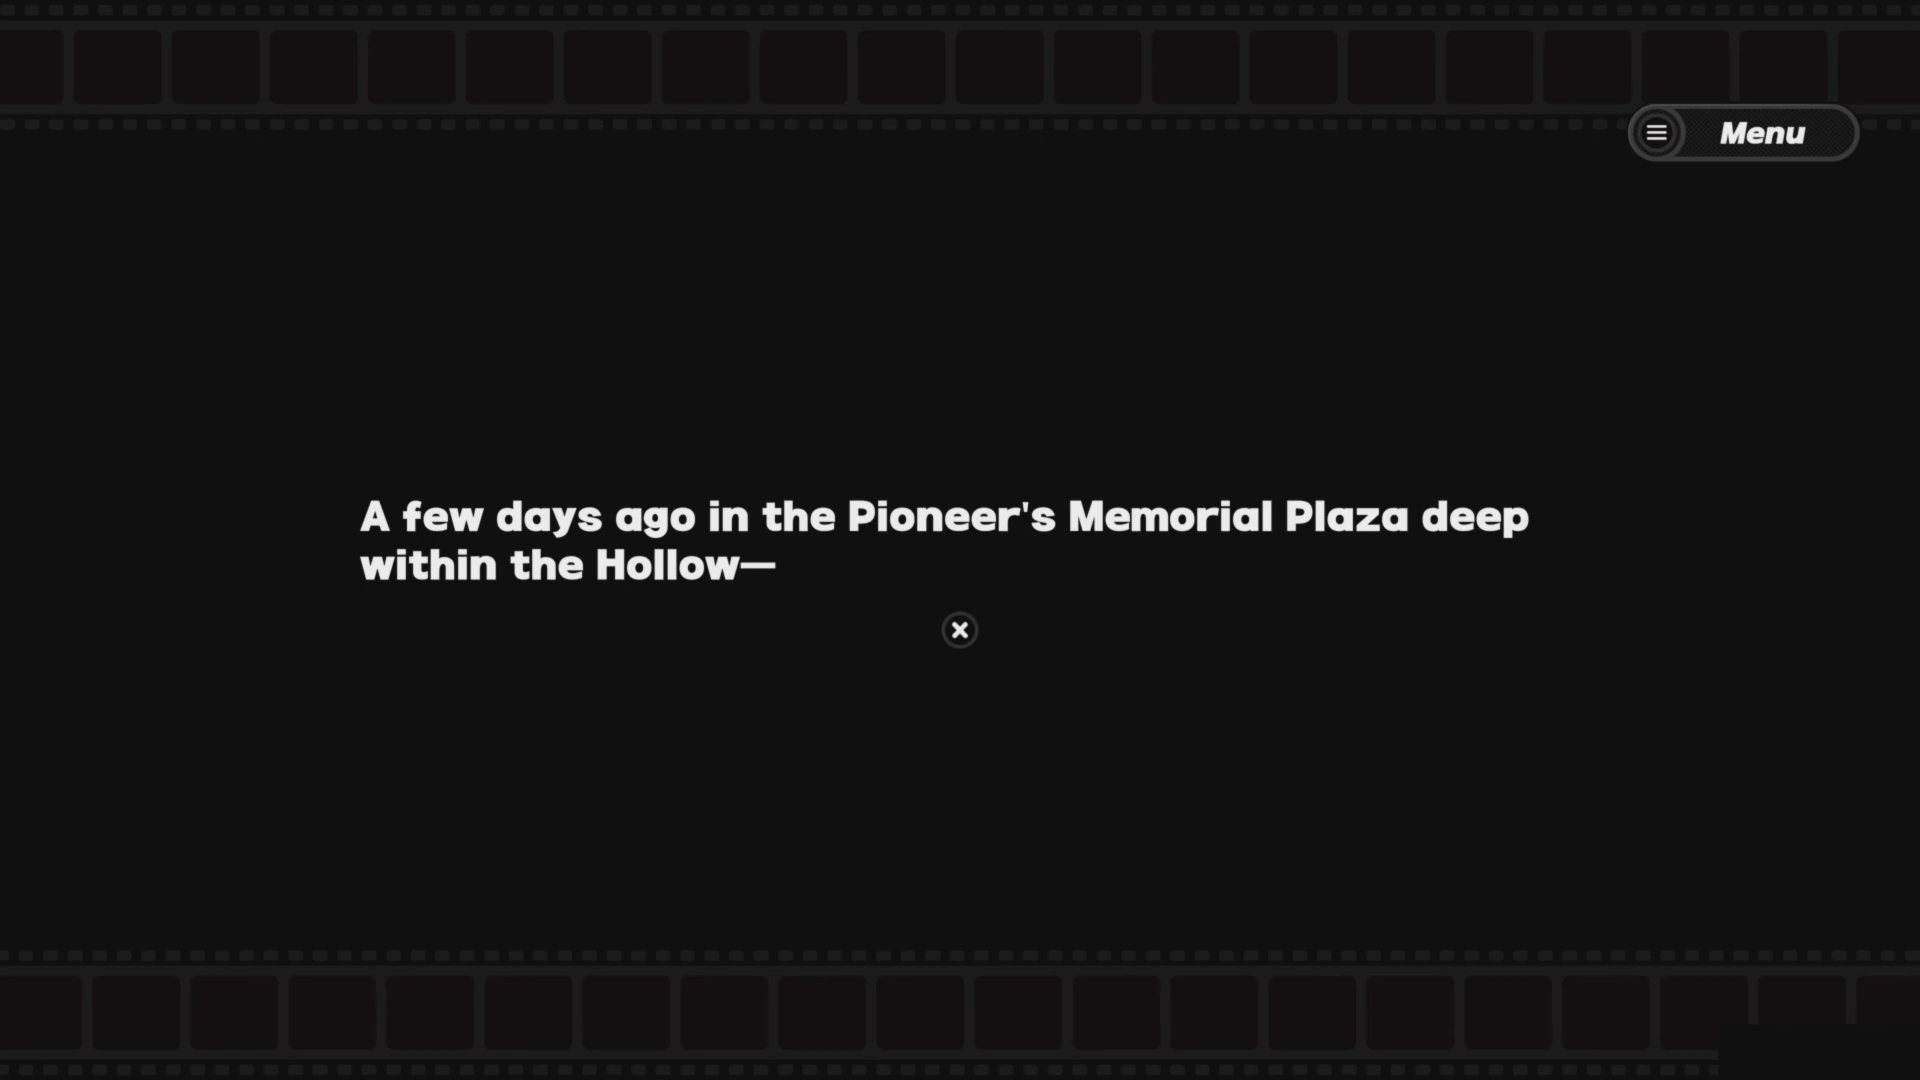 Menu
A few days ago in the Pioneer's Memorial Plaza deep
within the Hollow—